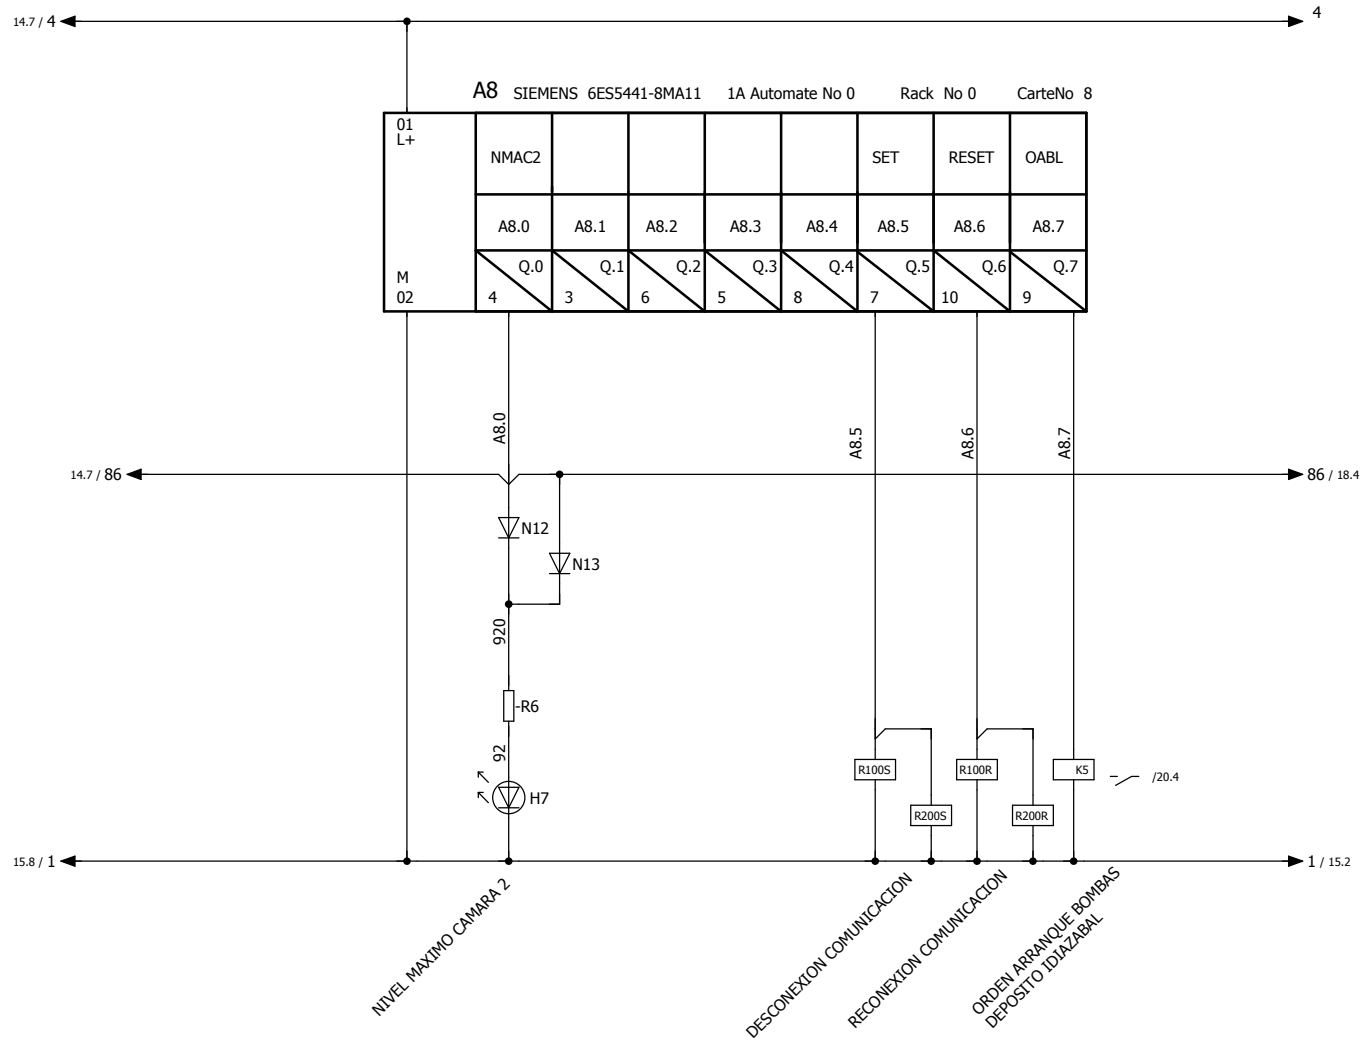 14.7 / 4
4
A8 SIEMENS 6ES5441-8MA11 1A Automate No 0 Rack No 0 CarteNo 8
01
L+
NMAC2 SET RESET OABL
A8.0 A8.1 A8.2 A8.3 A8.4 A8.5 A8.6 A8.7
M
02
Q.0 Q.1 Q.2 Q.3 Q.4 Q.5 Q.6 Q.7
4 3 6 5 8 7 10 9
A8.0
A8.5
A8.6
A8.7
14.7 / 86
86 / 18.4
N12
N13
920
-R6
92
H7
R100S
R200S
R100R
R200R
K5
/20.4
15.8 / 1
1 / 15.2
NIVEL MAXIMO CAMARA 2
DESCONEXION COMUNICACION
RECONEXION COMUNICACION
ORDEN ARRANQUE BOMBAS
DEPOSITO IDIAZABAL